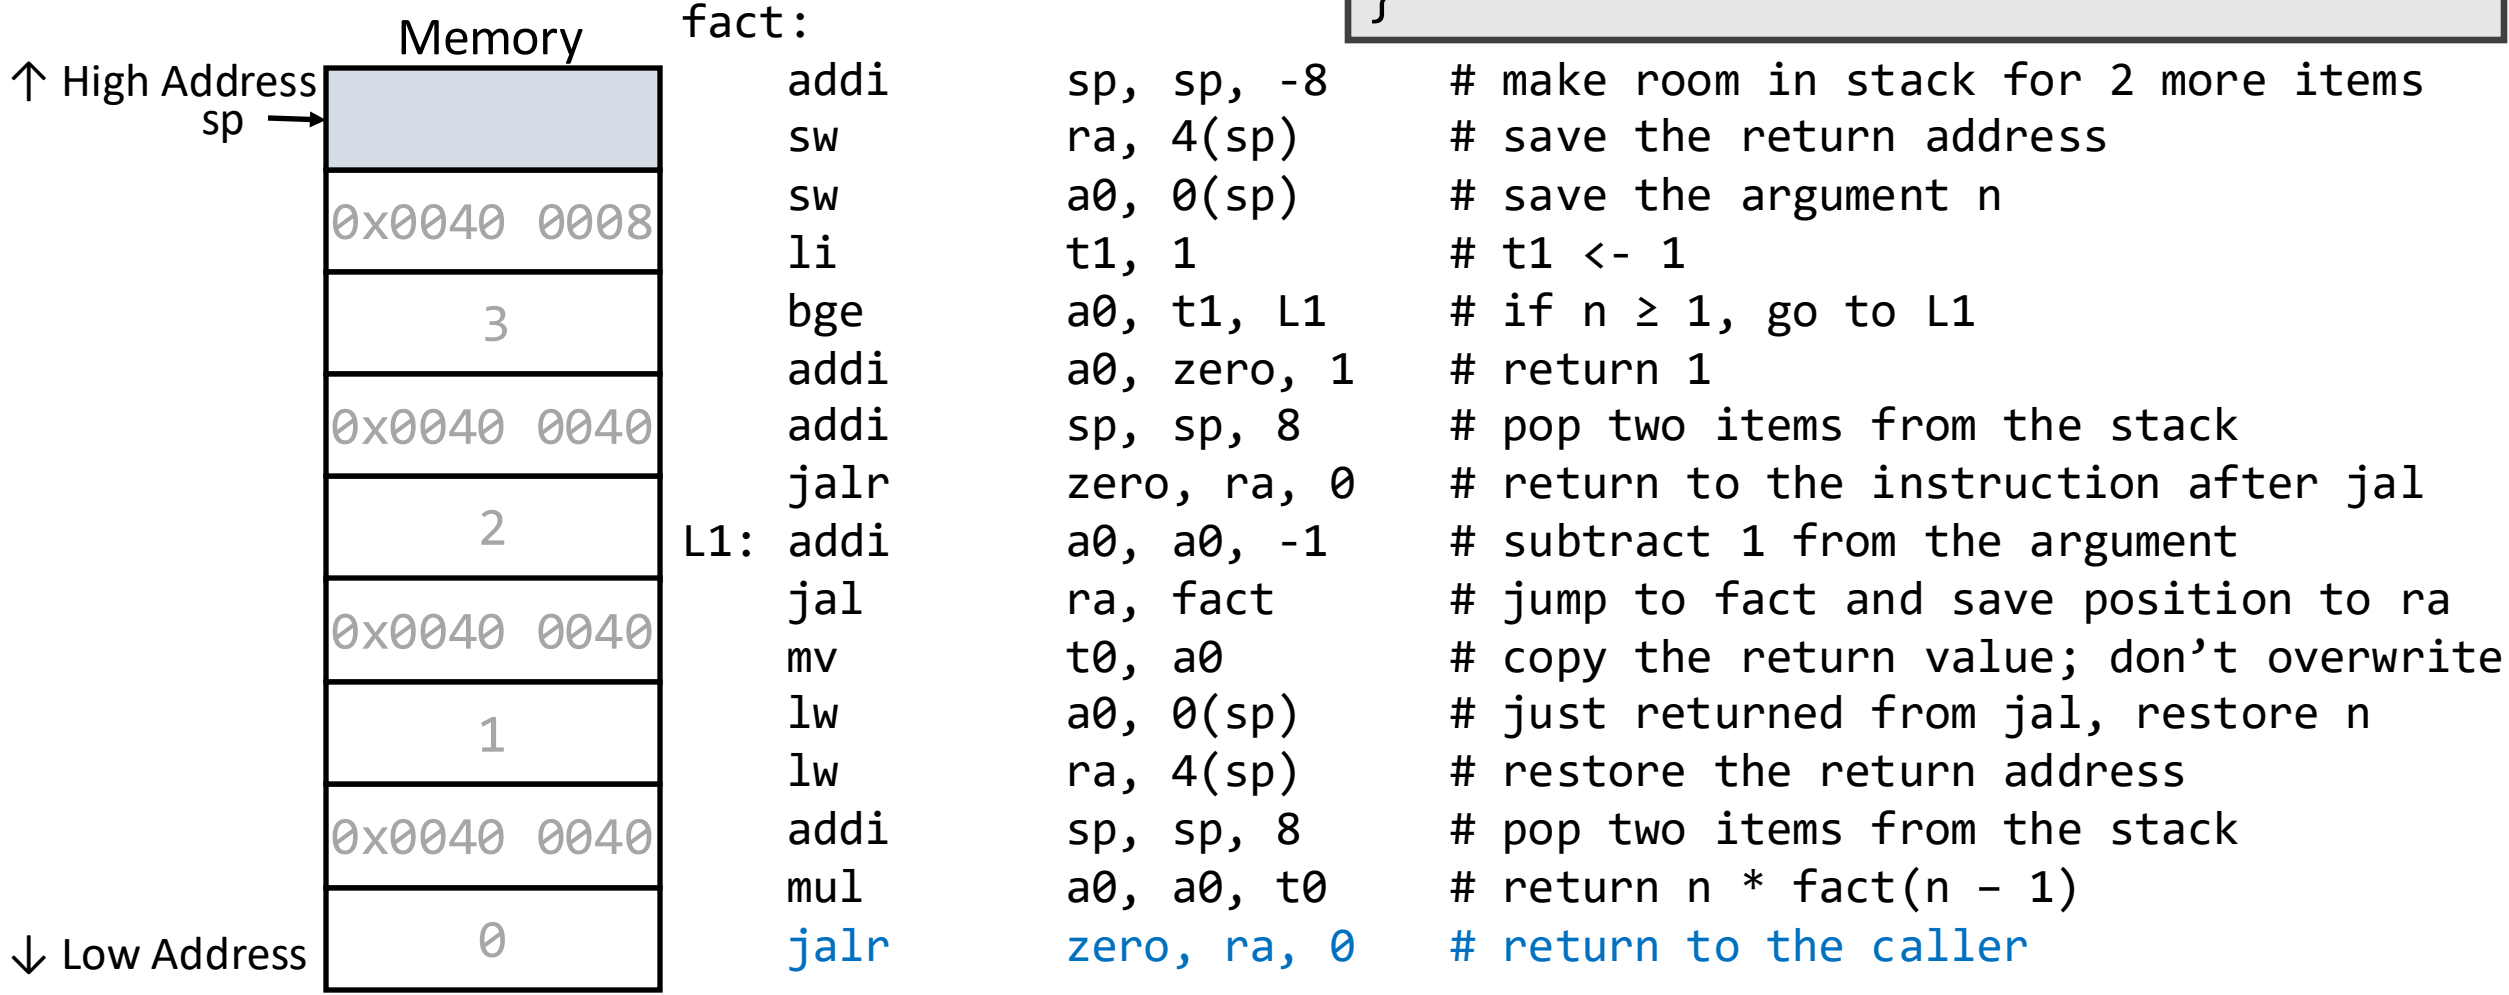 }
Memory
↑ High Address
sp
0x0040 0008
3
0x0040 0040
2
0x0040 0040
1
0x0040 0040
0
↓ Low Address
fact:
addi sp, sp, -8 # make room in stack for 2 more items
sw ra, 4(sp) # save the return address
sw a0, 0(sp) # save the argument n
li t1, 1 # t1 <- 1
bge a0, t1, L1 # if n ≥ 1, go to L1
addi a0, zero, 1 # return 1
addi sp, sp, 8 # pop two items from the stack
jalr zero, ra, 0 # return to the instruction after jal
L1: addi a0, a0, -1 # subtract 1 from the argument
jal ra, fact # jump to fact and save position to ra
mv t0, a0 # copy the return value; don’t overwrite
lw a0, 0(sp) # just returned from jal, restore n
lw ra, 4(sp) # restore the return address
addi sp, sp, 8 # pop two items from the stack
mul a0, a0, t0 # return n * fact(n – 1)
jalr zero, ra, 0 # return to the caller